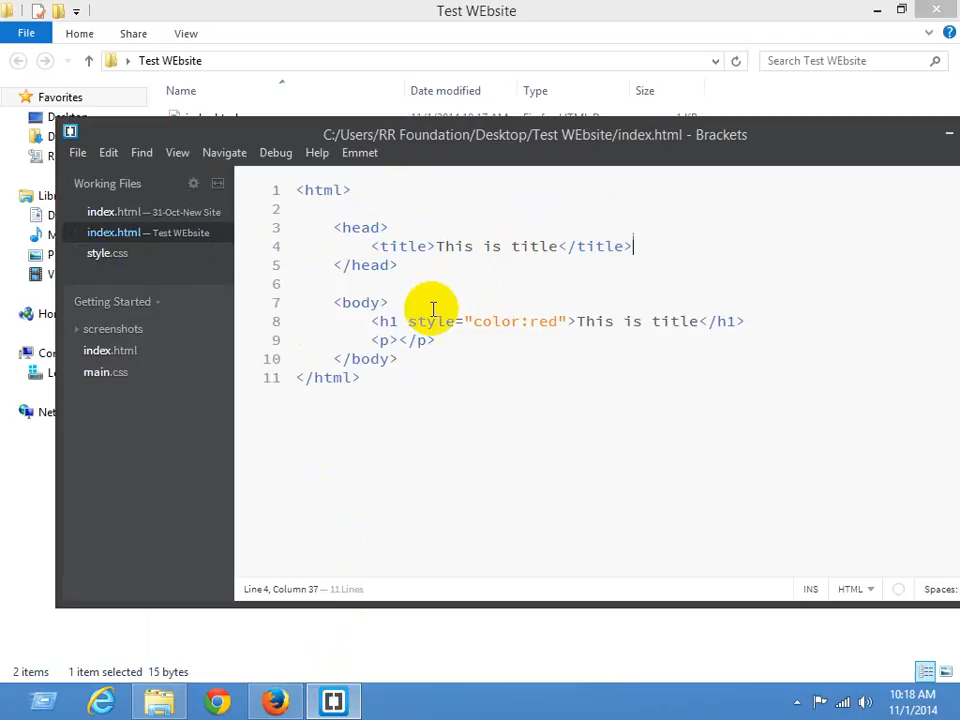 Test WEbsite
File Home Share View
Test WEbsite
Search Test WEbsite
Name Date modified Type Size
Favorites
C:/Users/RR Foundation/Desktop/Test WEbsite/index.html - Brackets
File Edit Find View Navigate Debug Help Emmet
Working Files
index.html — 31-Oct-New Site
index.html — Test WEbsite
style.css
Getting Started
screenshots
index.html
main.css
1 <html>
2
3 <head>
4 <title>This is title</title>
5 </head>
6
7 <body>
8 <h1 style="color:red">This is title</h1>
9 <p></p>
10 </body>
11 </html>
Line 4, Column 37 — 11 Lines
INS HTML Spaces:
2 items 1 item selected 15 bytes
10:18 AM
11/1/2014